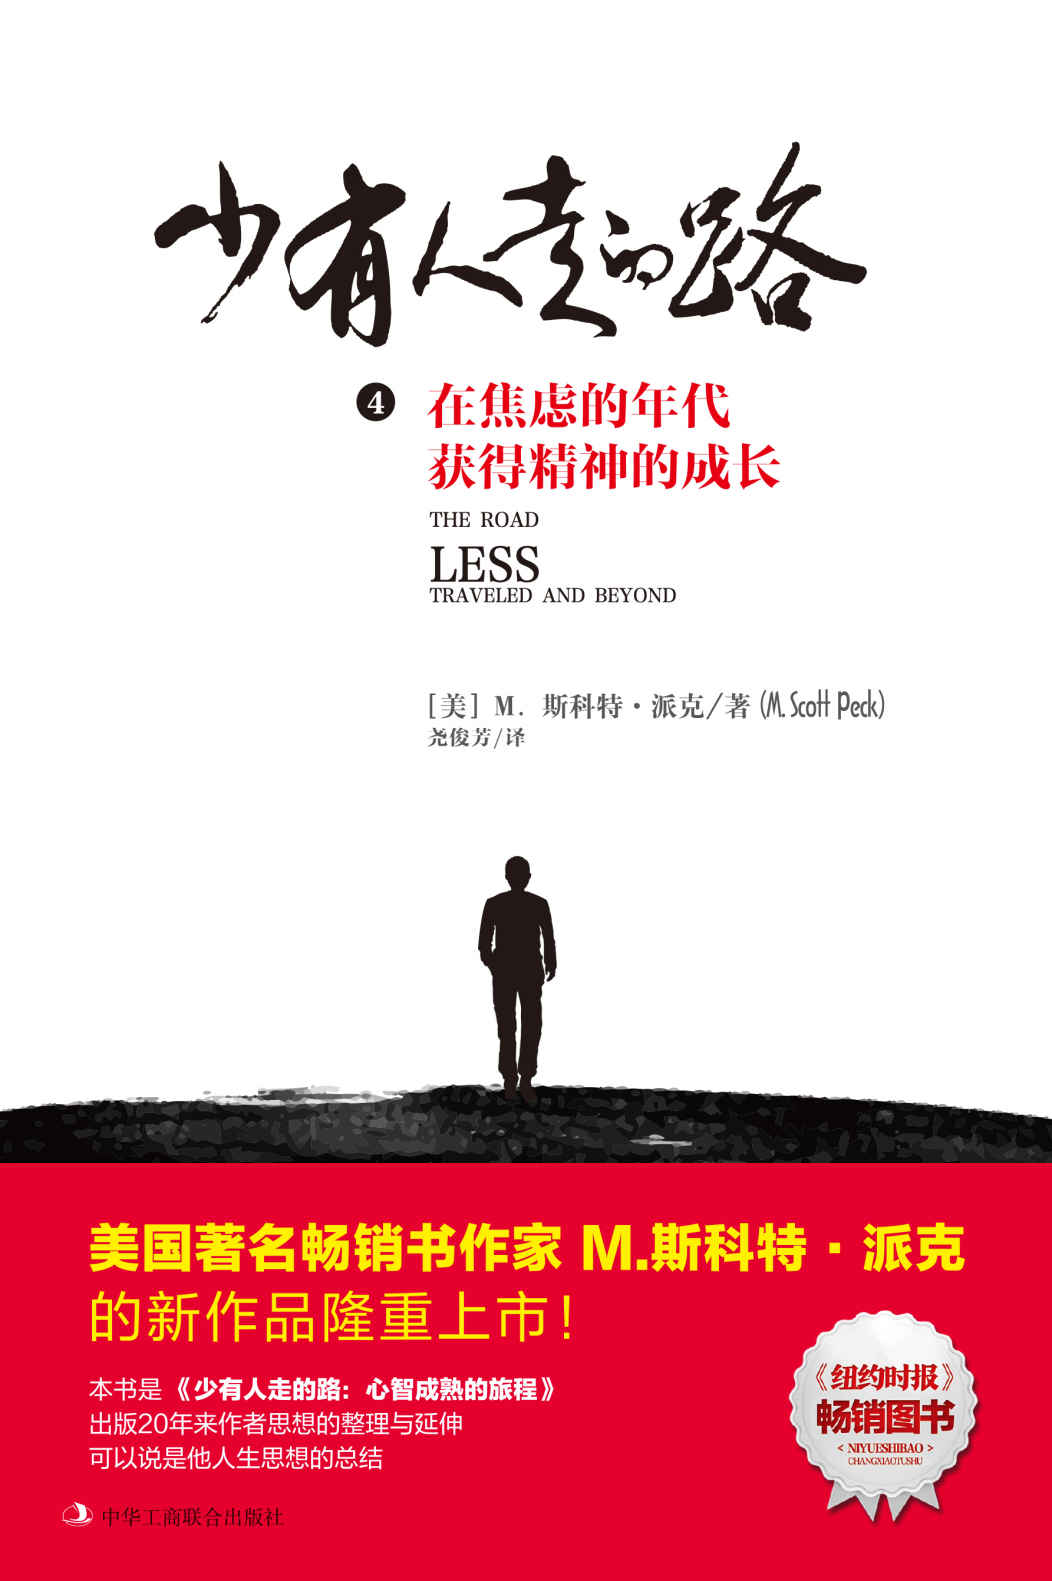 少有人走的路
4 在焦虑的年代
获得精神的成长
THE ROAD
LESS
TRAVELED AND BEYOND
[美] M. 斯科特·派克/著 (M. Scott Peck)
尧俊芳/译
美国著名畅销书作家 M.斯科特·派克
的新作品隆重上市！
本书是《少有人走的路：心智成熟的旅程》
出版20年来作者思想的整理与延伸
可以说是他人生思想的总结
《纽约时报》
畅销图书
< NIYUESHIBAO >
CHANGXIAOTUSHU
中华工商联合出版社